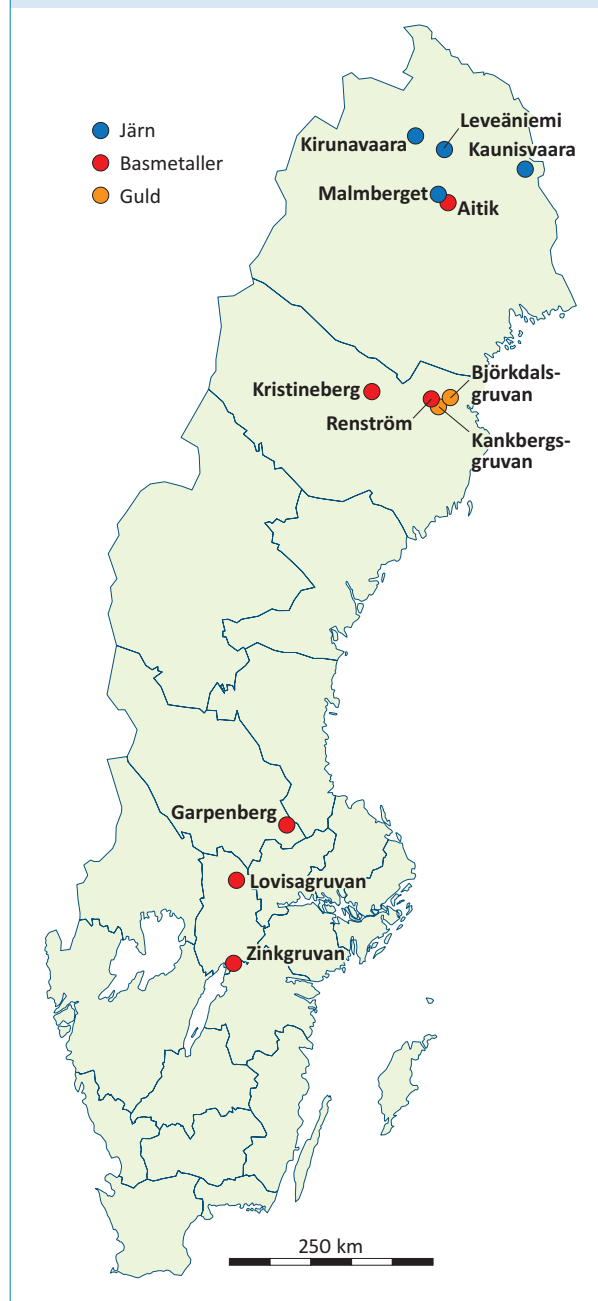 Järn
Basmetaller
Guld
Leveäniemi
Kirunavaara
Kaunisvaara
Malmberget
Aitik
Björkdals-
gruvan
Kristineberg
Renström
Kankbergs-
gruvan
Garpenberg
Lovisagruvan
Zinkgruvan
250 km